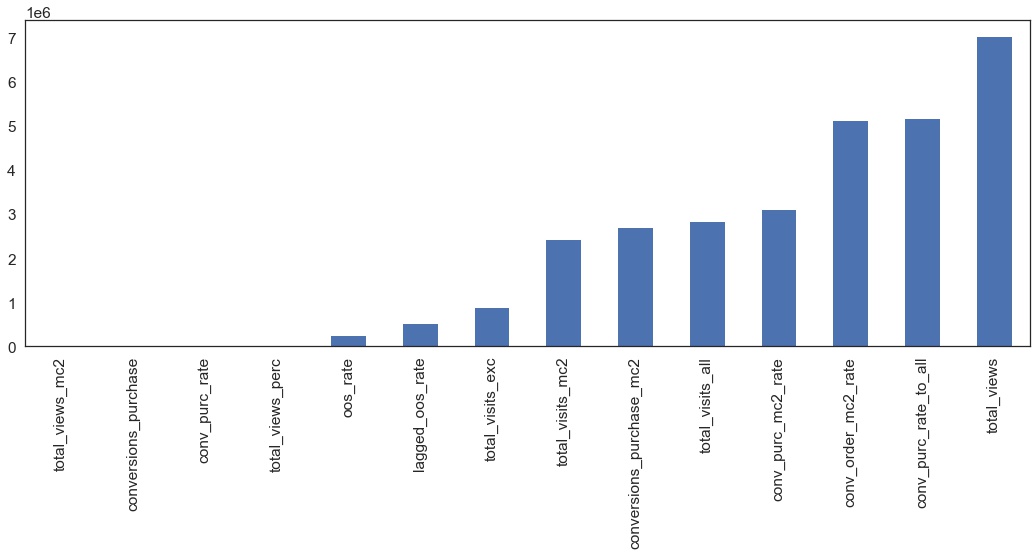 1e6
7
6
5
4
3
2
1
0
total_views_mc2
conversions_purchase
conv_purc_rate
total_views_perc
oos_rate
lagged_oos_rate
total_visits_exc
total_visits_mc2
conversions_purchase_mc2
total_visits_all
conv_purc_mc2_rate
conv_order_mc2_rate
conv_purc_rate_to_all
total_views